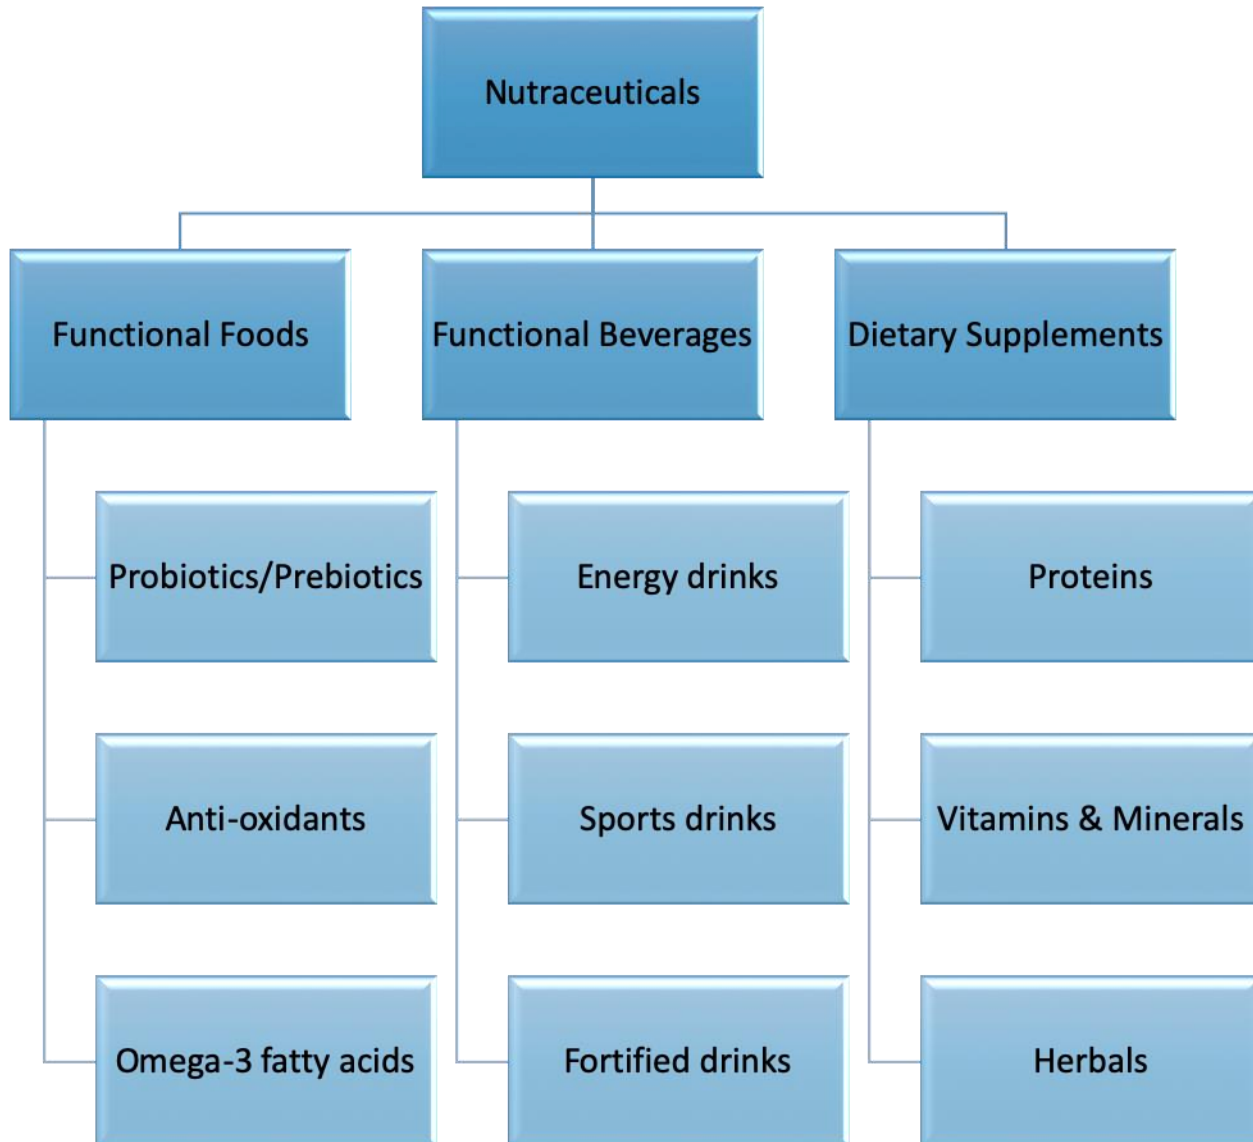 Nutraceuticals
Functional Foods
Functional Beverages
Dietary Supplements
Probiotics/Prebiotics
Energy drinks
Proteins
Anti-oxidants
Sports drinks
Vitamins & Minerals
Omega-3 fatty acids
Fortified drinks
Herbals